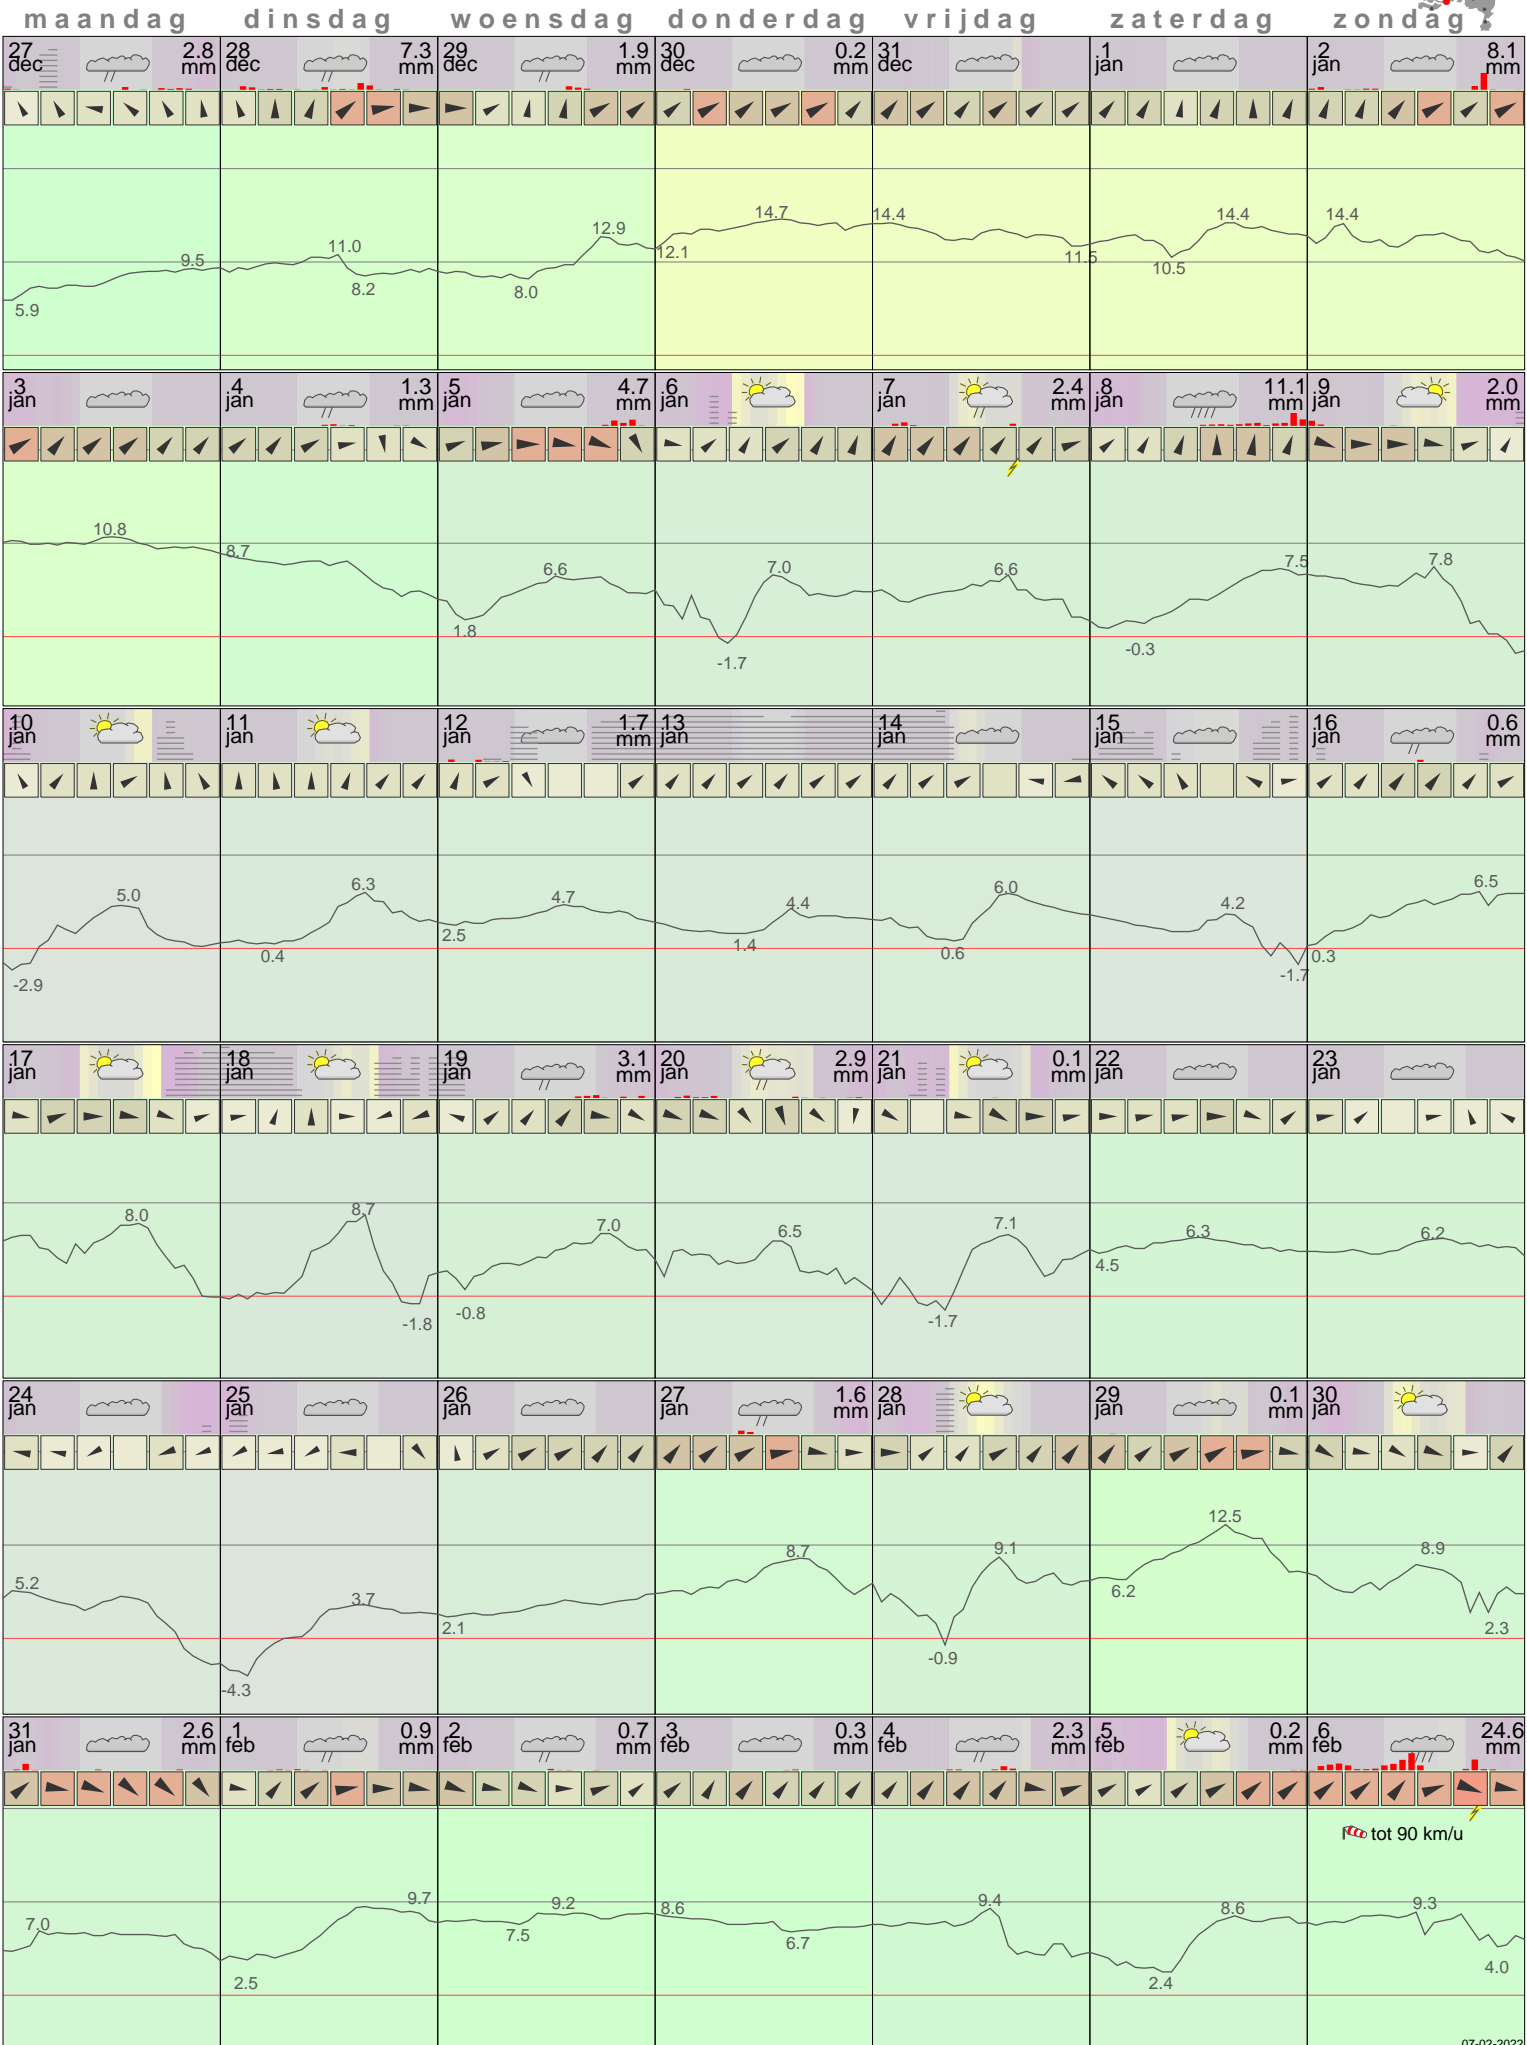 maandag dinsdag woensdag donderdag vrijdag zaterdag zondag
27 dec 2.8 mm 28 dec 7.3 mm 29 dec 1.9 mm 30 dec 0.2 mm 31 dec 1 jan 2 jan 8.1 mm
5.9 9.5 11.0 8.2 8.0 12.9 12.1 14.7 14.4 11.5 10.5 14.4 14.4
3 jan 4 jan 1.3 mm 5 jan 4.7 mm 6 jan 7 jan 2.4 mm 8 jan 11.1 mm 9 jan 2.0 mm
10.8 8.7 1.8 6.6 -1.7 7.0 6.6 -0.3 7.5 7.8
10 jan 11 jan 12 jan 1.7 mm 13 jan 14 jan 15 jan 16 jan 0.6 mm
-2.9 5.0 0.4 6.3 2.5 4.7 1.4 4.4 0.6 6.0 4.2 -1.7 0.3 6.5
17 jan 18 jan 19 jan 3.1 mm 20 jan 2.9 mm 21 jan 0.1 mm 22 jan 23 jan
8.0 8.7 -1.8 -0.8 7.0 6.5 -1.7 7.1 4.5 6.3 6.2
24 jan 25 jan 26 jan 27 jan 1.6 mm 28 jan 29 jan 0.1 mm 30 jan
5.2 -4.3 3.7 2.1 8.7 -0.9 9.1 6.2 12.5 8.9 2.3
31 jan 2.6 mm 1 feb 0.9 mm 2 feb 0.7 mm 3 feb 0.3 mm 4 feb 2.3 mm 5 feb 0.2 mm 6 feb 24.6 mm
tot 90 km/u
7.0 2.5 9.7 7.5 9.2 8.6 6.7 9.4 2.4 8.6 9.3 4.0
07-02-2022